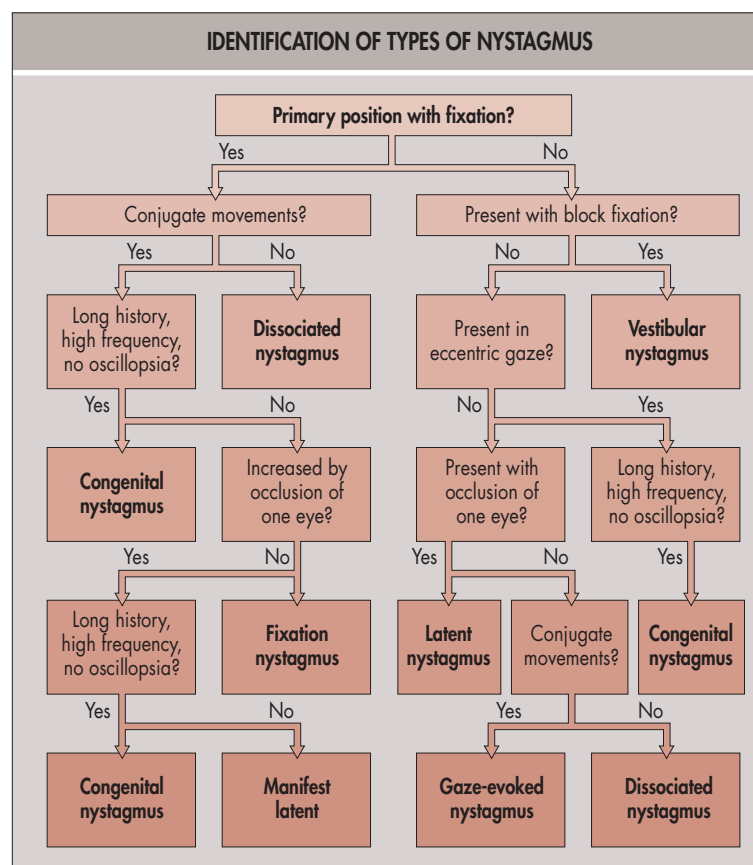 IDENTIFICATION OF TYPES OF NYSTAGMUS
Primary position with fixation?
Yes
No
Conjugate movements?
Present with block fixation?
Yes
No
No
Yes
Long history,
high frequency,
no oscillopsia?
Dissociated
nystagmus
Present in
eccentric gaze?
Vestibular
nystagmus
Yes
No
No
Yes
Congenital
nystagmus
Increased by
occlusion of
one eye?
Present with
occlusion of
one eye?
Long history,
high frequency,
no oscillopsia?
Yes
No
Yes
No
Yes
Long history,
high frequency,
no oscillopsia?
Fixation
nystagmus
Latent
nystagmus
Conjugate
movements?
Congenital
nystagmus
Yes
No
Yes
No
Congenital
nystagmus
Manifest
latent
Gaze-evoked
nystagmus
Dissociated
nystagmus